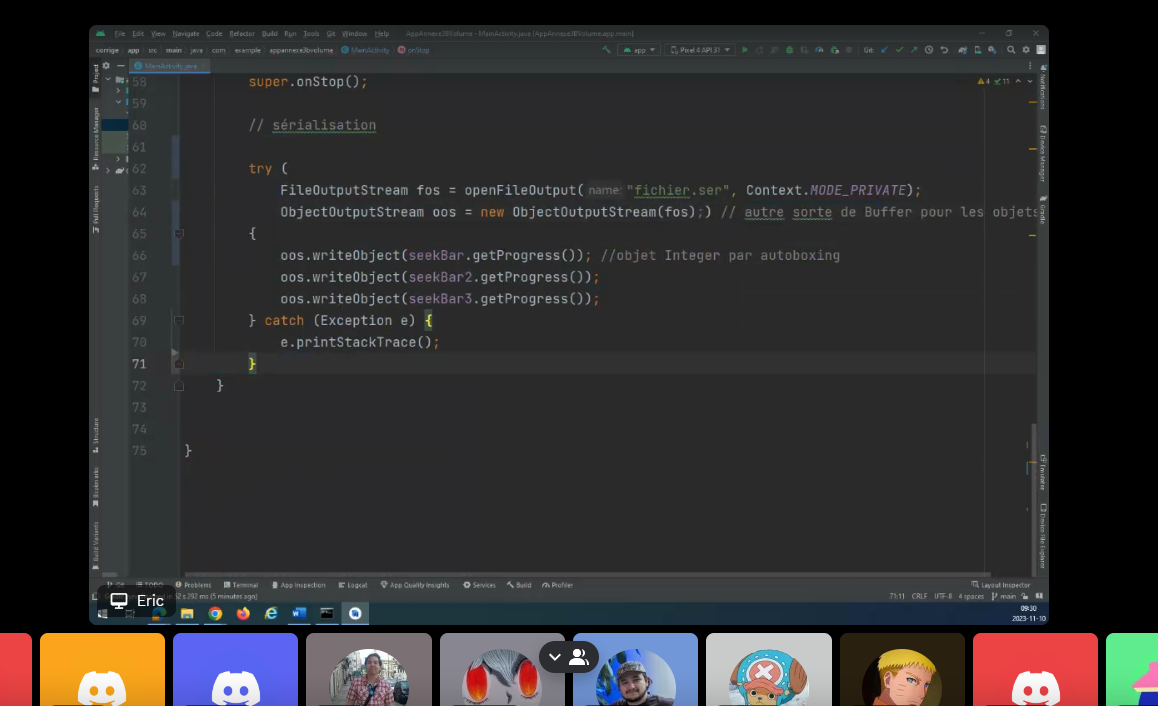 File Edit View Navigate Code Refactor Build Run Tools Git Window Help AppAnnexe3BVolume - MainActivity.java [AppAnnexe3BVolume.app.main]
corrige app src main java com example appannexe3bvolume MainActivity onStop app Pixel 4 API 31 Git:
Project MainActivity.java
58 super.onStop();
4 11
59
60 // sérialisation
61
62 try (
63 FileOutputStream fos = openFileOutput( name: "fichier.ser", Context.MODE_PRIVATE);
64 ObjectOutputStream oos = new ObjectOutputStream(fos);) // autre sorte de Buffer pour les objets
65 {
66 oos.writeObject(seekBar.getProgress()); //objet Integer par autoboxing
67 oos.writeObject(seekBar2.getProgress());
68 oos.writeObject(seekBar3.getProgress());
69 } catch (Exception e) {
70 e.printStackTrace();
71 }
72 }
73
74
75 }
Resource Manager
Pull Requests
Structure
Bookmarks
Build Variants
Notifications
Device Manager
Gradle
Emulator
Device File Explorer
Git TODO Problems Terminal App Inspection Logcat App Quality Insights Services Build Profiler Layout Inspector
2 s 292 ms (5 minutes ago) 71:11 CRLF UTF-8 4 spaces main
Eric
09:30
2023-11-10